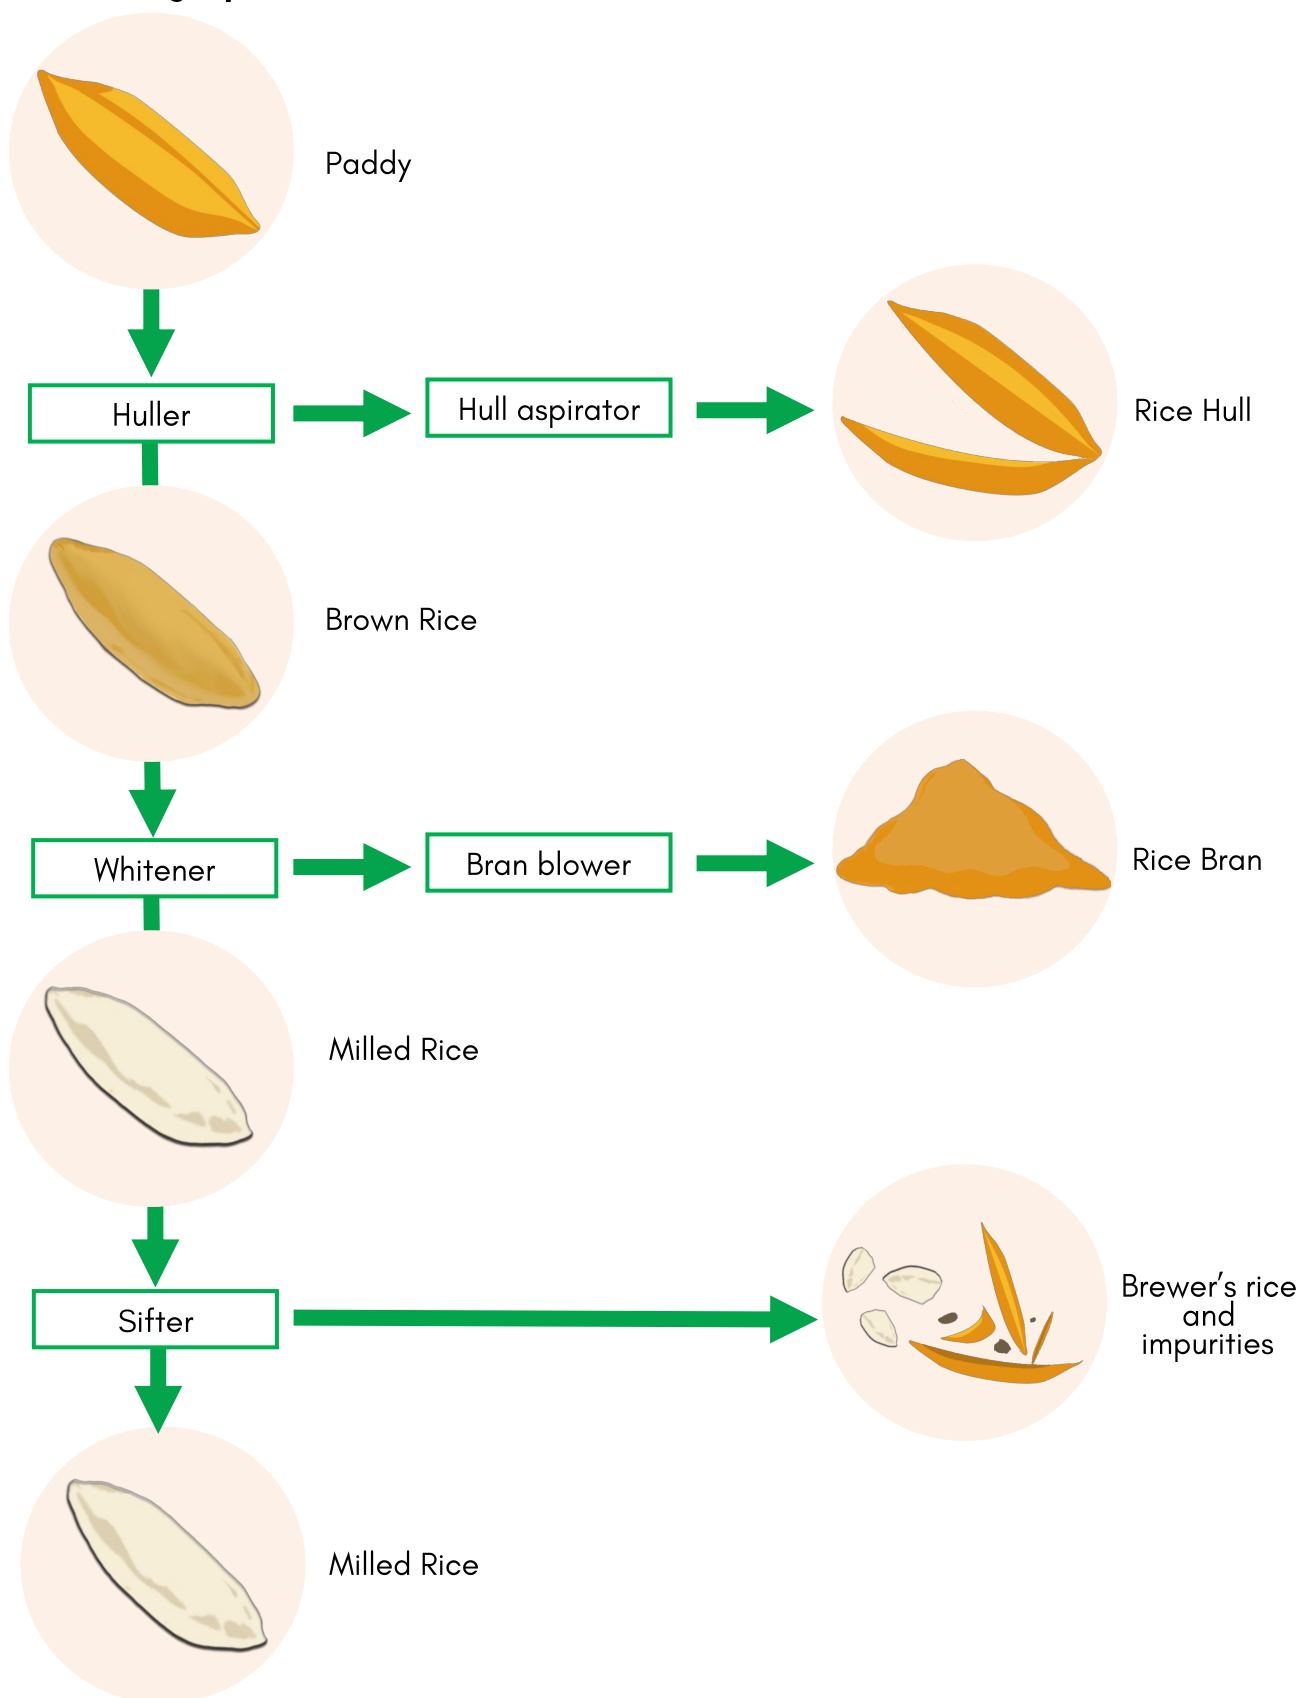 Paddy
Huller
Hull aspirator
Rice Hull
Brown Rice
Whitener
Bran blower
Rice Bran
Milled Rice
Sifter
Brewer's rice
and
impurities
Milled Rice